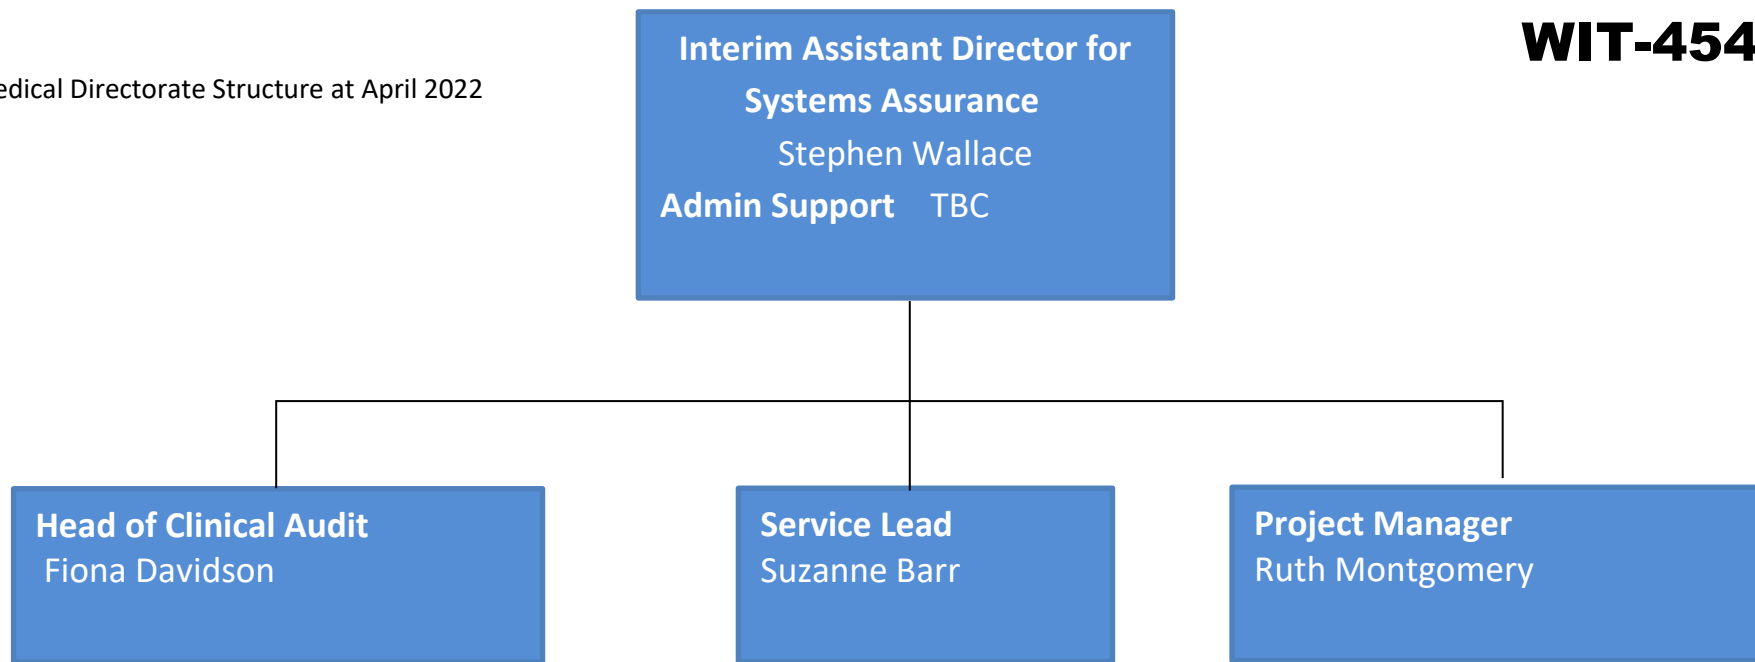 Interim Assistant Director for
WIT-454
Systems Assurance
edical Directorate Structure at April 2022
Stephen Wallace
Admin Support TBC
Head of Clinical Audit
Fiona Davidson
Service Lead
Suzanne Barr
Project Manager
Ruth Montgomery